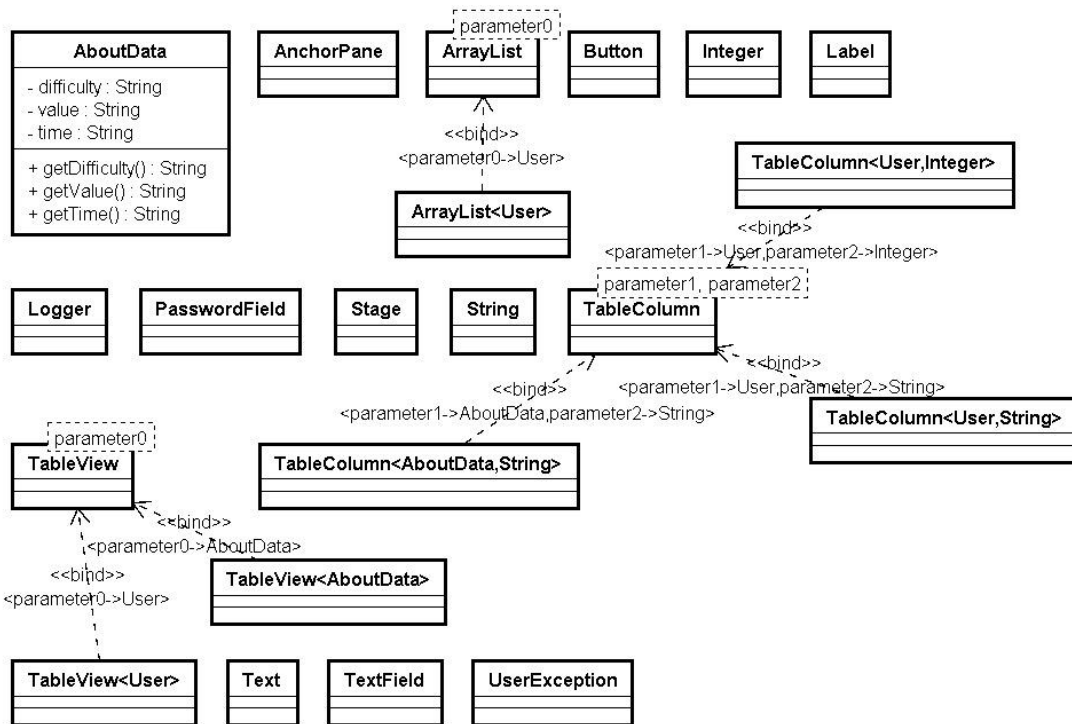 parameter0
AboutData
AnchorPane
ArrayList
Button
Integer
Label
- difficulty : String
- value : String
- time : String
+ getDifficulty() : String
+ getValue() : String
+ getTime() : String
<<bind>>
<parameter0->User>
ArrayList<User>
TableColumn<User,Integer>
<<bind>>
<parameter1->User,parameter2->Integer>
parameter1, parameter2
Logger
PasswordField
Stage
String
TableColumn
<<bind>>
<parameter1->AboutData,parameter2->String>
<<bind>>
<parameter1->User,parameter2->String>
TableColumn<User,String>
parameter0
TableView
TableColumn<AboutData,String>
<<bind>>
<parameter0->AboutData>
TableView<AboutData>
<<bind>>
<parameter0->User>
TableView<User>
Text
TextField
UserException